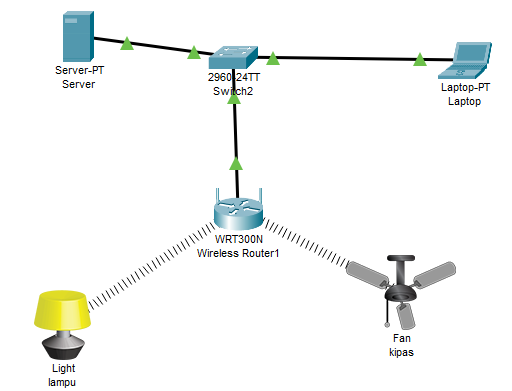 Server-PT
Server
2960-24TT
Switch2
Laptop-PT
Laptop
WRT300N
Wireless Router1
Light
lampu
Fan
kipas